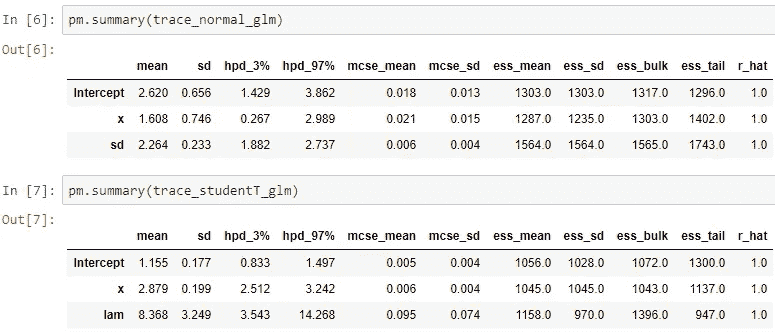 In [6]: pm.summary(trace_normal_glm)
Out[6]:
mean sd hpd_3% hpd_97% mcse_mean mcse_sd ess_mean ess_sd ess_bulk ess_tail r_hat
Intercept 2.620 0.656 1.429 3.862 0.018 0.013 1303.0 1303.0 1317.0 1296.0 1.0
x 1.608 0.746 0.267 2.989 0.021 0.015 1287.0 1235.0 1303.0 1402.0 1.0
sd 2.264 0.233 1.882 2.737 0.006 0.004 1564.0 1564.0 1565.0 1743.0 1.0
In [7]: pm.summary(trace_studentT_glm)
Out[7]:
mean sd hpd_3% hpd_97% mcse_mean mcse_sd ess_mean ess_sd ess_bulk ess_tail r_hat
Intercept 1.155 0.177 0.833 1.497 0.005 0.004 1056.0 1028.0 1072.0 1300.0 1.0
x 2.879 0.199 2.512 3.242 0.006 0.004 1045.0 1045.0 1043.0 1137.0 1.0
lam 8.368 3.249 3.543 14.268 0.095 0.074 1158.0 970.0 1396.0 947.0 1.0